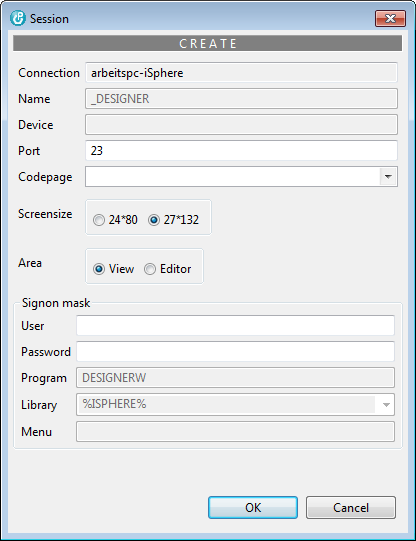 Session
CREATE
Connection arbeitspc-iSphere
Name _DESIGNER
Device
Port 23
Codepage
Screensize 24*80 27*132
Area View Editor
Signon mask
User
Password
Program DESIGNERW
Library %ISPHERE%
Menu
OK Cancel